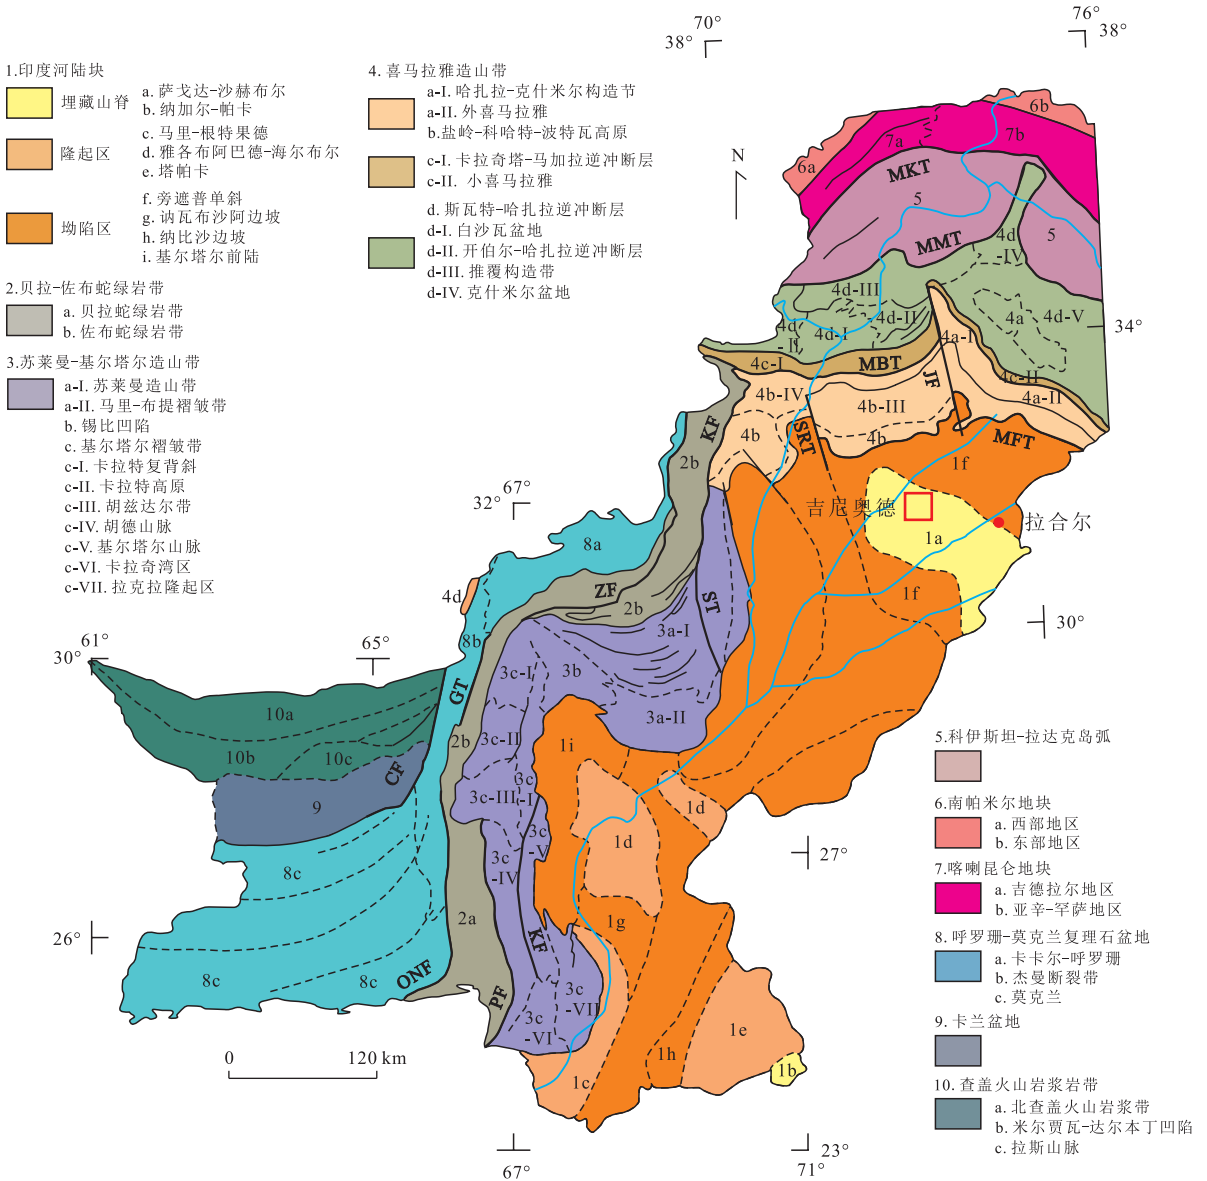 1.印度河陆块
埋藏山脊
a. 萨戈达-沙赫布尔
b. 纳加尔-帕卡
隆起区
c. 马里-根特果德
d. 雅各布阿巴德-海尔布尔
e. 塔帕卡
坳陷区
f. 旁遮普单斜
g. 讷瓦布沙阿边坡
h. 纳比沙边坡
i. 基尔塔尔前陆
2.贝拉-佐布蛇绿岩带
a. 贝拉蛇绿岩带
b. 佐布蛇绿岩带
3.苏莱曼-基尔塔尔造山带
a-I. 苏莱曼造山带
a-II. 马里-布提褶皱带
b. 锡比凹陷
c. 基尔塔尔褶皱带
c-I. 卡拉特复背斜
c-II. 卡拉特高原
c-III. 胡兹达尔带
c-IV. 胡德山脉
c-V. 基尔塔尔山脉
c-VI. 卡拉奇湾区
c-VII. 拉克拉隆起区
4. 喜马拉雅造山带
a-I. 哈扎拉-克什米尔构造节
a-II. 外喜马拉雅
b.盐岭-科哈特-波特瓦高原
c-I. 卡拉奇塔-马加拉逆冲断层
c-II. 小喜马拉雅
d. 斯瓦特-哈扎拉逆冲断层
d-I. 白沙瓦盆地
d-II. 开伯尔-哈扎拉逆冲断层
d-III. 推覆构造带
d-IV. 克什米尔盆地
70°
38°
76°
38°
N
6b
7b
7a
6a
MKT
5
MMT
5
4d
-IV
4d-III
4d-II
4d-I
4d
-II
4a
4d-V
34°
4a-I
4c-I
MBT
4c-II
4a-II
JF
4b-IV
4b-III
4b
4b
SRT
MFT
KF
2b
1f
吉尼奥德
拉合尔
1a
1f
30°
32°
67°
8a
ZF
2b
ST
4d
8b
3a-I
30°
61°
65°
3c-I
3b
3a-II
GT
10a
10b
10c
2b
3c-II
1i
CF
9
3c-III
3c
-I
1d
1d
3c
-V
3c
-IV
27°
8c
2a
1g
26°
8c
8c
ONF
KF
PF
3c
-VII
3c
-VI
1e
1h
1c
1b
0
120 km
67°
23°
71°
5.科伊斯坦-拉达克岛弧
6.南帕米尔地块
a. 西部地区
b. 东部地区
7.喀喇昆仑地块
a. 吉德拉尔地区
b. 亚辛-罕萨地区
8. 呼罗珊-莫克兰复理石盆地
a. 卡卡尔-呼罗珊
b. 杰曼断裂带
c. 莫克兰
9. 卡兰盆地
10. 查盖火山岩浆岩带
a. 北查盖火山岩浆带
b. 米尔贾瓦-达尔本丁凹陷
c. 拉斯山脉